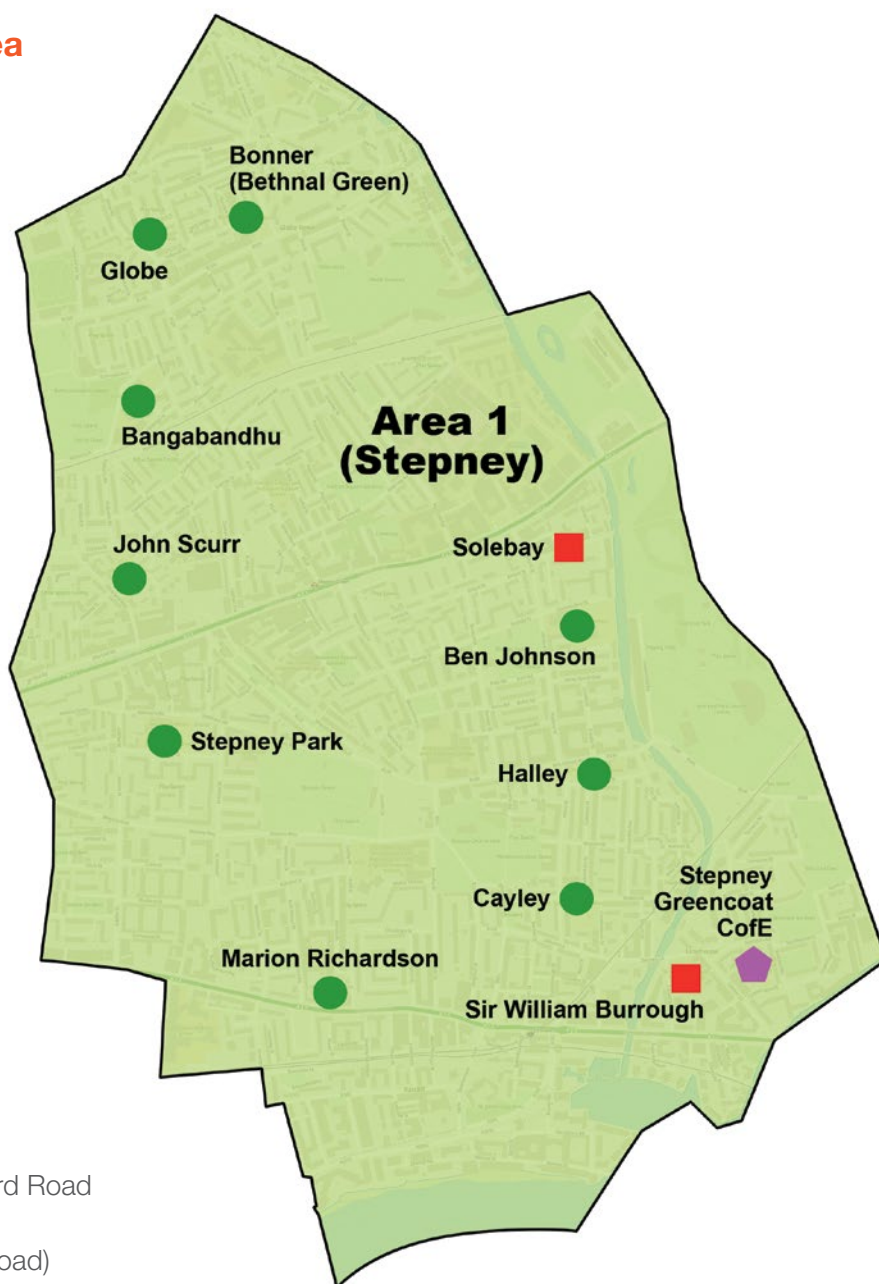 ea
Bonner
(Bethnal Green)
Globe
Bangabandhu
Area 1
(Stepney)
John Scurr
Solebay
Ben Johnson
Stepney Park
Halley
Stepney
Greencoat
CofE
Cayley
Marion Richardson
Sir William Burrough
rd Road
oad)